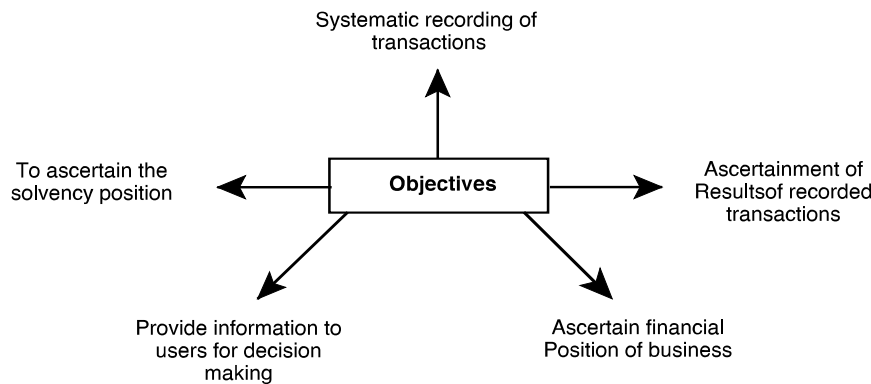 Systematic recording of
transactions
To ascertain the
solvency position
Objectives
Ascertainment of
Resultsof recorded
transactions
Provide information to
users for decision
making
Ascertain financial
Position of business